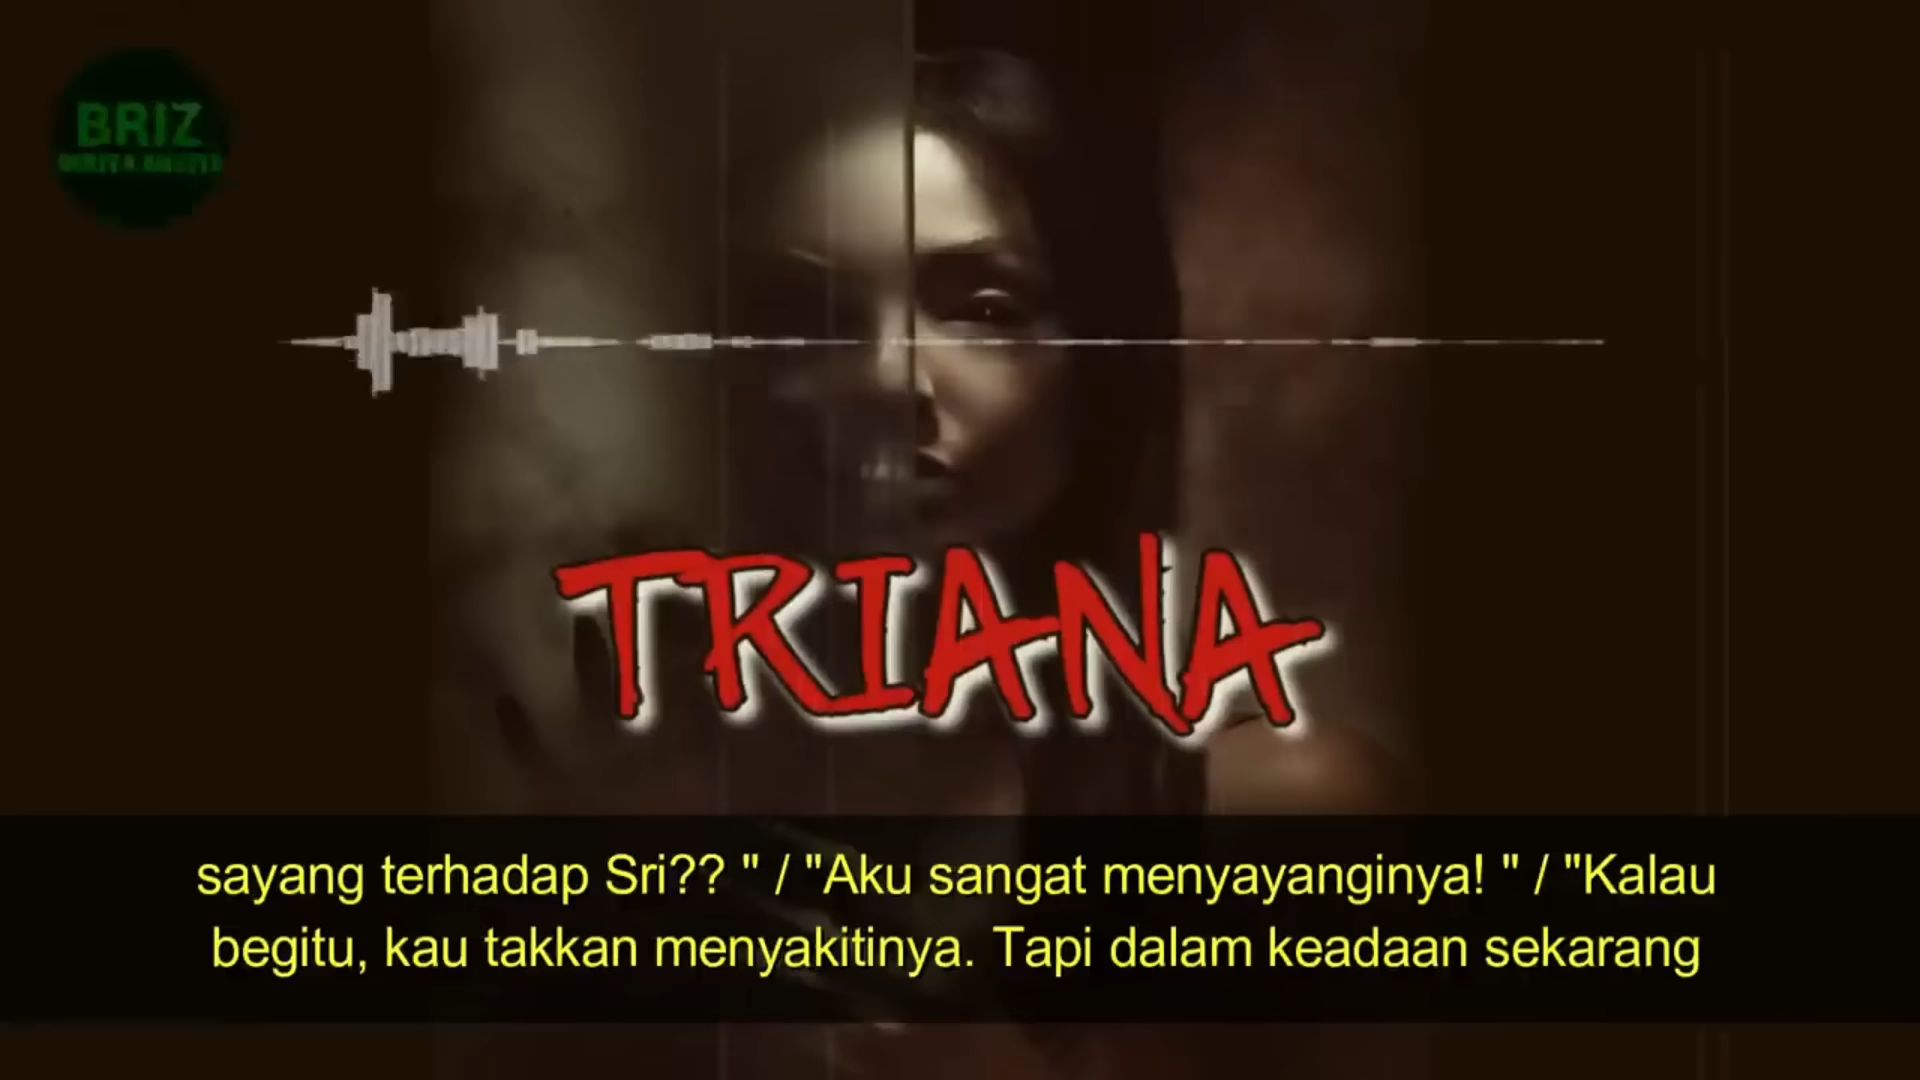 BRIZ
TRIANA
sayang terhadap Sri?? " / "Aku sangat menyayanginya! " / "Kalau
begitu, kau takkan menyakitinya. Tapi dalam keadaan sekarang